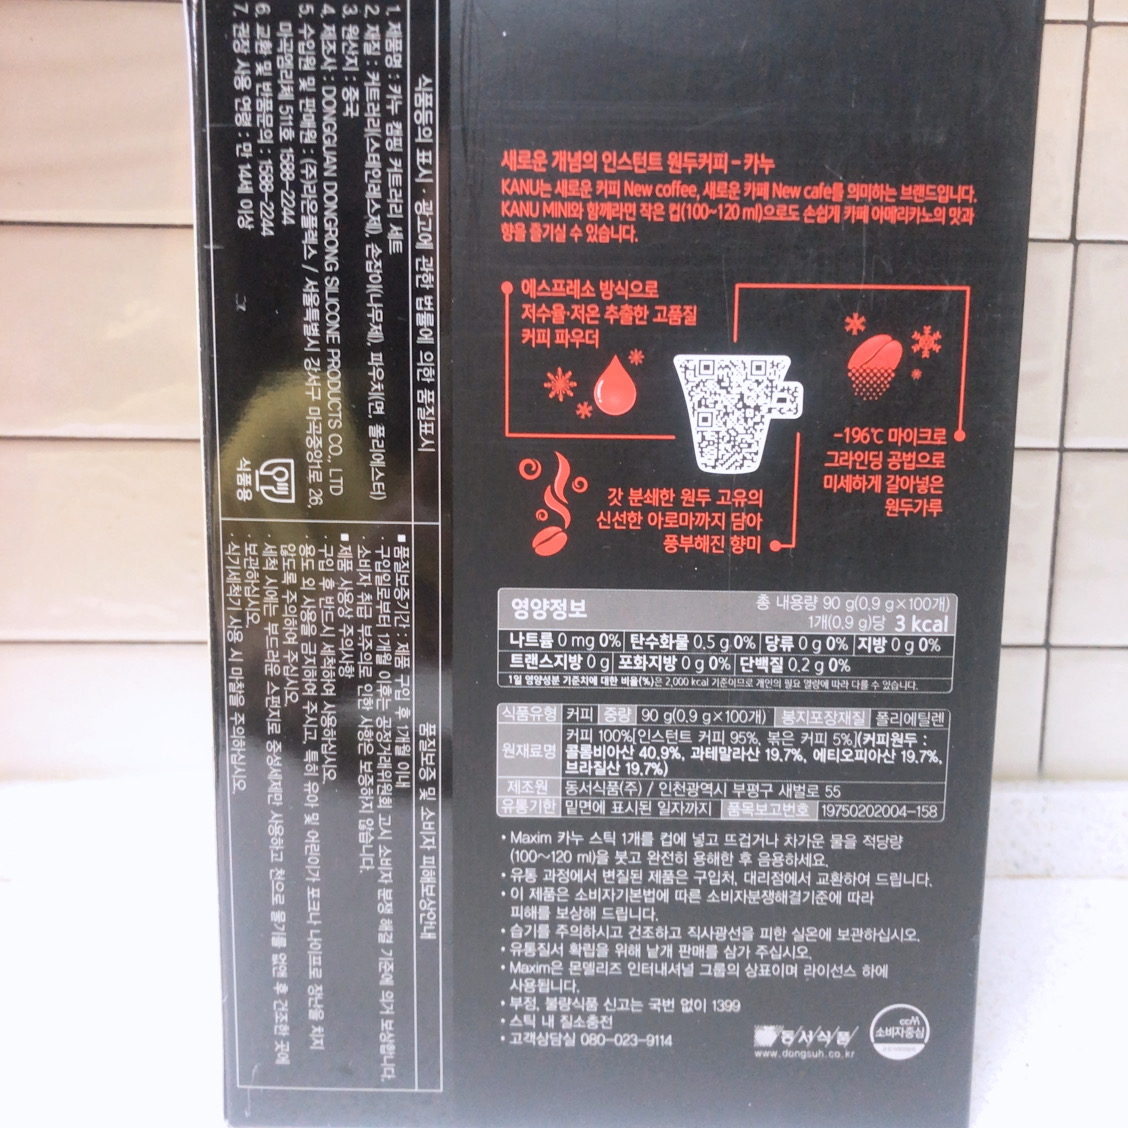 새로운 개념의 인스턴트 원두커피 – 카누
KANU는 새로운 커피 New coffee, 새로운 카페 New cafe를 의미하는 브랜드입니다.
KANU MINI와 함께라면 작은 컵(100~120 ml)으로도 손쉽게 카페 아메리카노의 맛과
향을 즐기실 수 있습니다.
에스프레소 방식으로
저수율·저온 추출한 고품질
커피 파우더
-196℃ 마이크로
그라인딩 공법으로
미세하게 갈아넣은
원두가루
갓 분쇄한 원두 고유의
신선한 아로마까지 담아
풍부해진 향미
영양정보
총 내용량 90 g(0.9 g×100개)
1개(0.9 g)당 3 kcal
나트륨 0 mg 0% 탄수화물 0.5 g 0% 당류 0 g 0% 지방 0 g 0%
트랜스지방 0 g 포화지방 0 g 0% 단백질 0.2 g 0%
1일 영양성분 기준치에 대한 비율(%)은 2,000 kcal 기준이므로 개인의 필요 열량에 따라 다를 수 있습니다.
식품유형 커피 중량 90 g(0.9 g×100개) 봉지포장재질 폴리에틸렌
원재료명 커피 100%[인스턴트 커피 95%, 볶은 커피 5%](커피원두 :
콜롬비아산 40.9%, 과테말라산 19.7%, 에티오피아산 19.7%,
브라질산 19.7%)
제조원 동서식품(주) / 인천광역시 부평구 새벌로 55
유통기한 밑면에 표시된 일자까지 품목보고번호 19750202004-158
• Maxim 카누 스틱 1개를 컵에 넣고 뜨겁거나 차가운 물을 적당량
(100~120 ml)을 붓고 완전히 용해한 후 음용하세요.
• 유통 과정에서 변질된 제품은 구입처, 대리점에서 교환하여 드립니다.
• 이 제품은 소비자기본법에 따른 소비자분쟁해결기준에 따라
피해를 보상해 드립니다.
• 습기를 주의하시고 건조하고 직사광선을 피한 실온에 보관하십시오.
• 유통질서 확립을 위해 낱개 판매를 삼가 주십시오.
• Maxim은 몬델리즈 인터내셔널 그룹의 상표이며 라이선스 하에
사용됩니다.
• 부정, 불량식품 신고는 국번 없이 1399
• 스틱 내 질소충전
• 고객상담실 080-023-9114
동서식품
www.dongsuh.co.kr
ccm
소비자중심
식품등의 표시·광고에 관한 법률에 의한 품질표시
1. 제품명 : 카누 캠핑 커트러리 세트
2. 재질 : 커트러리(스테인레스제), 손잡이(나무제), 파우치(면, 폴리에스터)
3. 원산지 : 중국
4. 제조사 : DONGGUAN DONGRONG SILICONE PRODUCTS CO., LTD
5. 수입원 및 판매원 : (주)라운플렉스 / 서울특별시 강서구 마곡중앙1로 26,
마곡엠리체 511호 1588-2244
6. 교환 및 반품문의 : 1588-2244
7. 권장 사용 연령 : 만 14세 이상
식품용
품질보증 및 소비자 피해보상안내
■ 품질보증기간 : 제품 구입 후 1개월 이내
· 구입일로부터 1개월 이후는 공정거래위원회 고시 소비자 분쟁 해결 기준에 의거 보상합니다.
· 소비자 취급 부주의로 인한 사항은 보증하지 않습니다.
■ 제품 사용상 주의사항
· 구입 후 반드시 세척하여 사용하십시오.
· 용도 외 사용을 금지하여 주시고, 특히 유아 및 어린이가 포크나 나이프로 장난을 치지
않도록 주의하여 주십시오.
· 세척 시에는 부드러운 스펀지로 중성세제만 사용하고 천으로 물기를 없앤 후 건조한 곳에
보관하십시오.
· 식기세척기 사용 시 마찰을 주의하십시오.